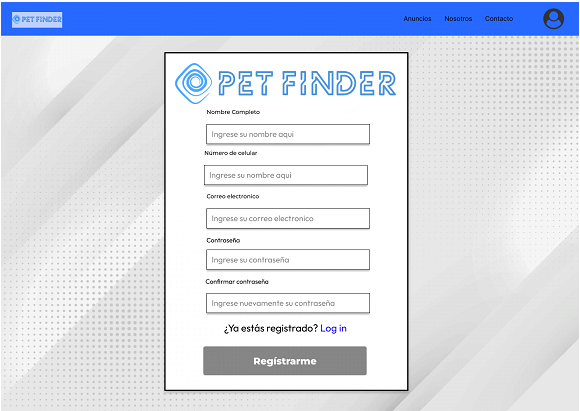 PET FINDER
Anuncios Nosotros Contacto
PET FINDER
Nombre Completo
Ingrese su nombre aqui
Número de celular
Ingrese su nombre aqui
Correo electronico
Ingrese su correo electronico
Contraseña
Ingrese su contraseña
Confirmar contraseña
Ingrese nuevamente su contraseña
¿Ya estás registrado? Log in
Regístrarme